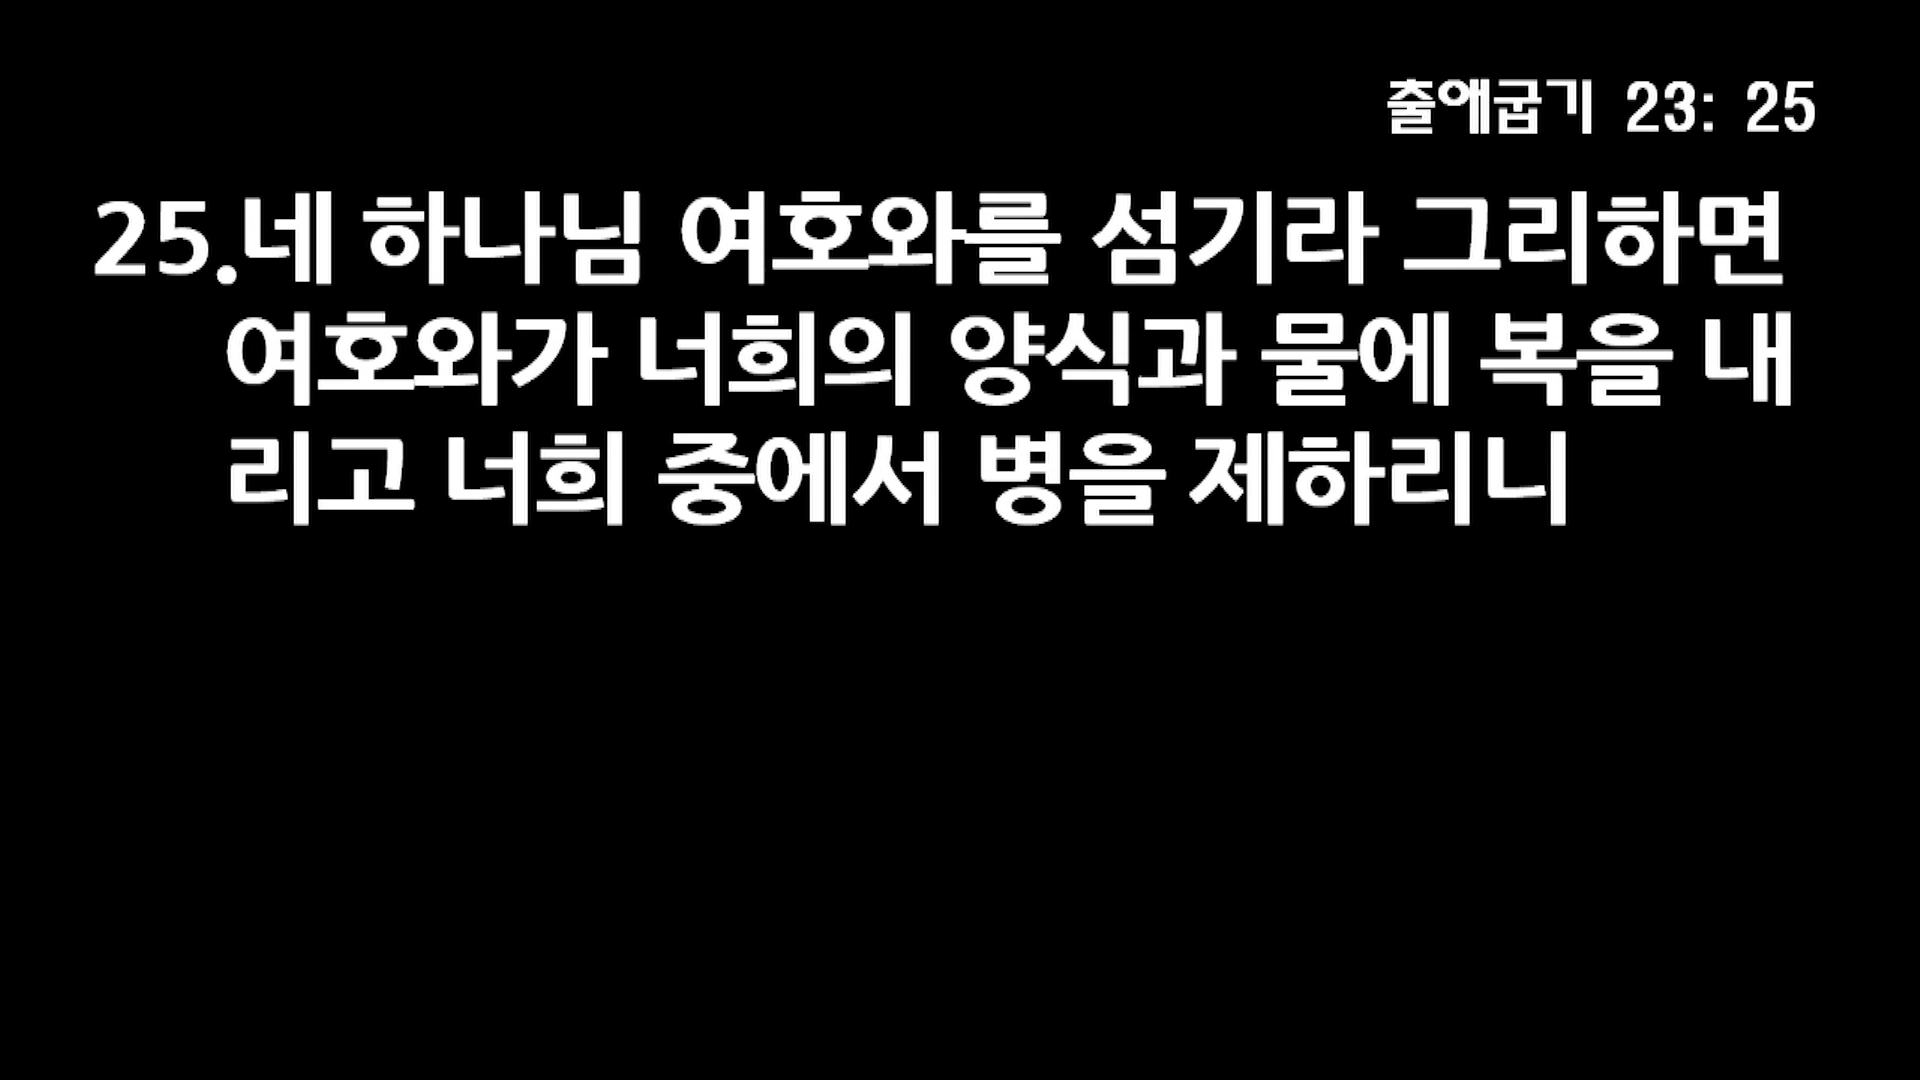 출애굽기 23: 25
25.네 하나님 여호와를 섬기라 그리하면
여호와가 너희의 양식과 물에 복을 내
리고 너희 중에서 병을 제하리니